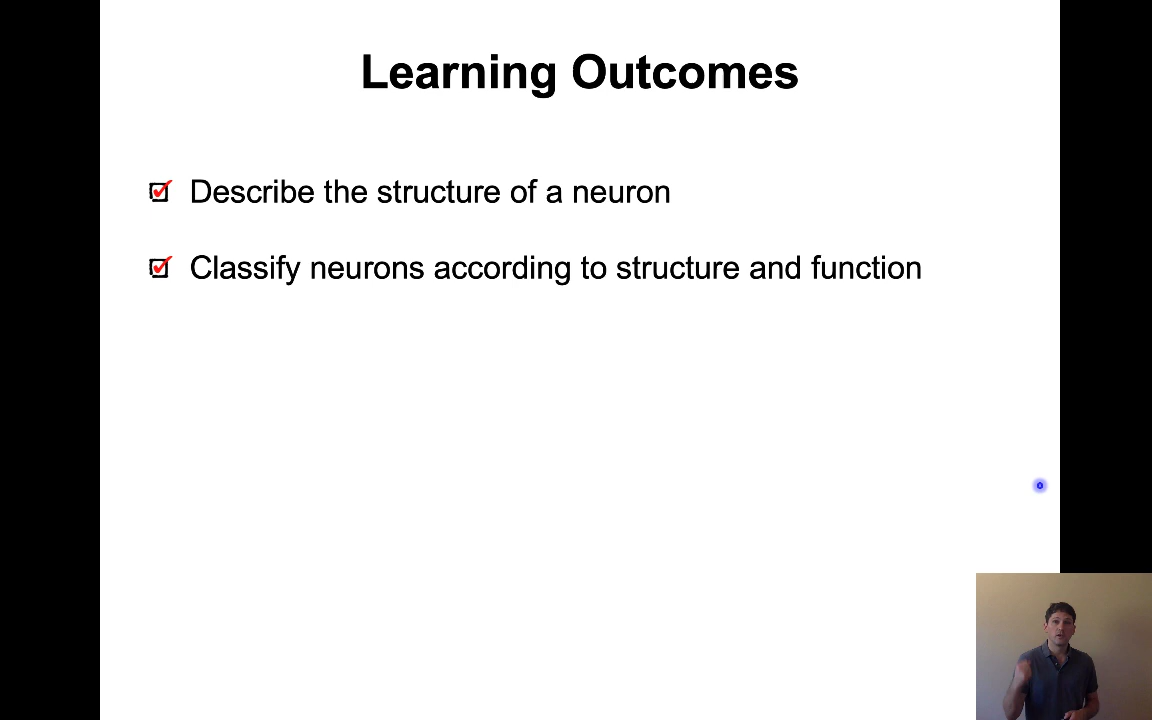 Learning Outcomes
Describe the structure of a neuron
Classify neurons according to structure and function